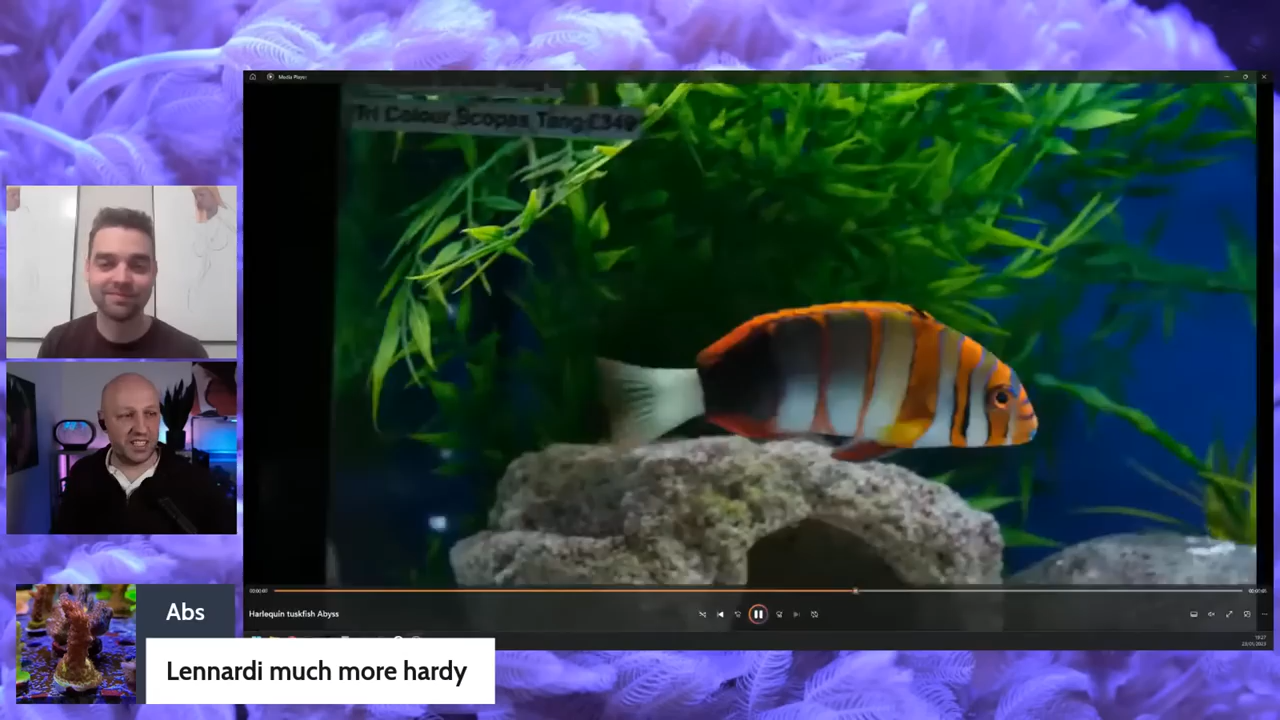 Media Player
Tri Colour Scopas Tang £349
Harlequin tuskfish Abyss
Abs
Lennardi much more hardy